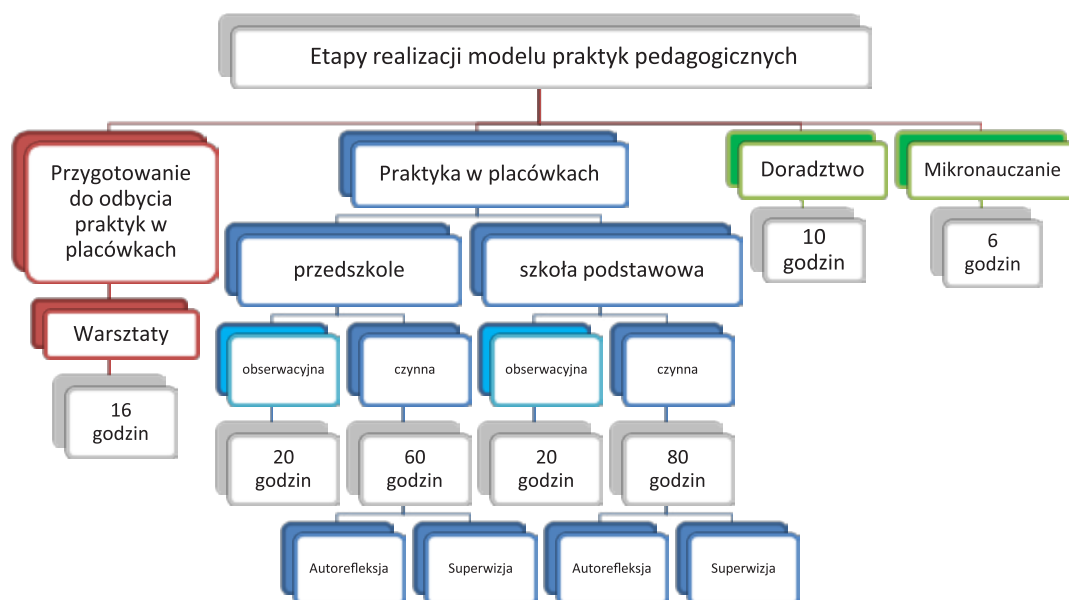 Etapy realizacji modelu praktyk pedagogicznych
Przygotowanie
do odbycia
praktyk w
placówkach
Praktyka w placówkach
Doradztwo
Mikronauczanie
10
godzin
6
godzin
przedszkole
szkoła podstawowa
Warsztaty
16
godzin
obserwacyjna
czynna
obserwacyjna
czynna
20
godzin
60
godzin
20
godzin
80
godzin
Autorefleksja
Superwizja
Autorefleksja
Superwizja